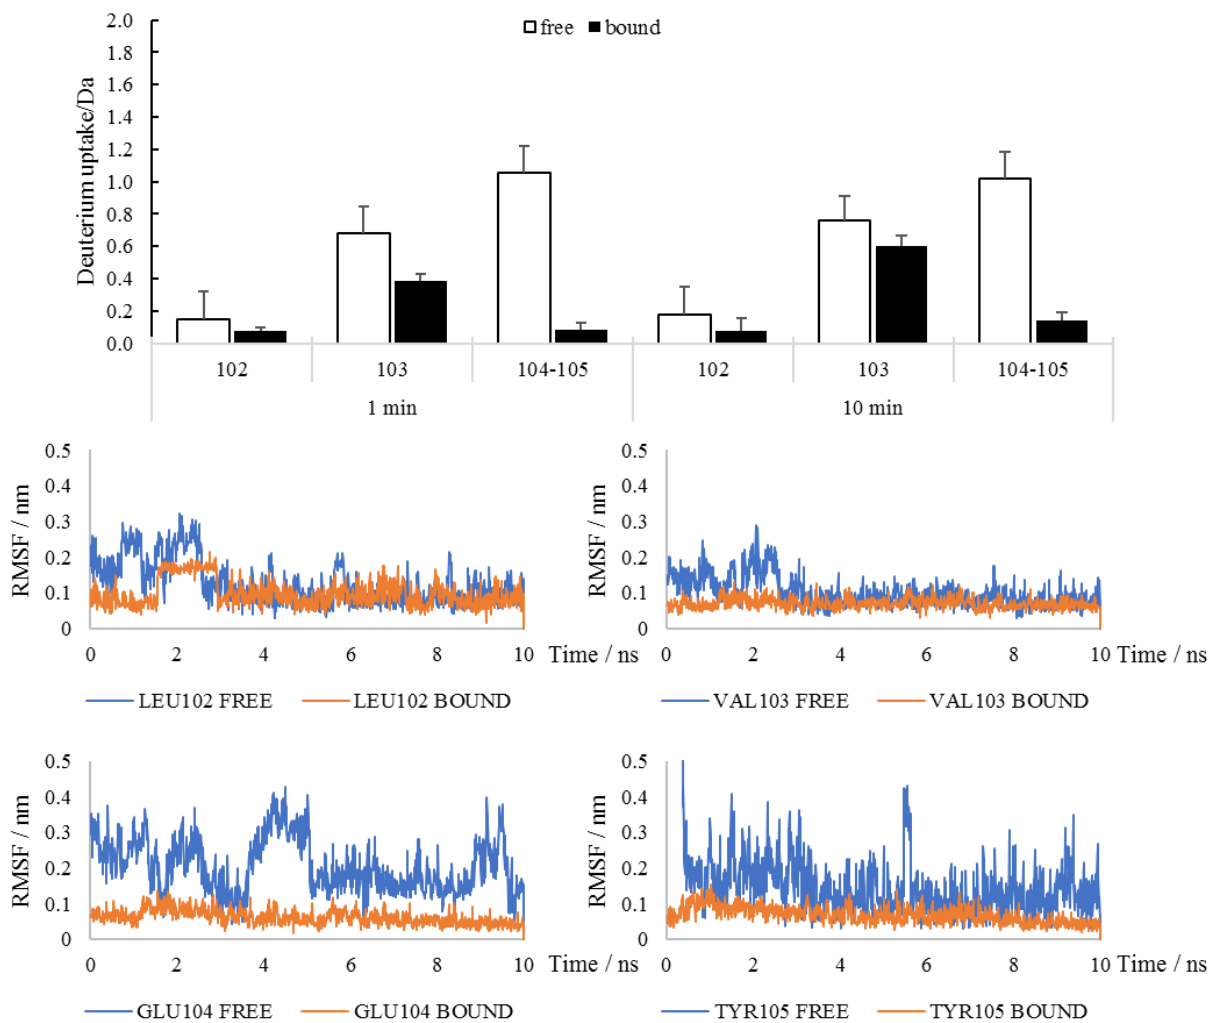 free bound
Deuterium uptake/Da
2.0
1.8
1.6
1.4
1.2
1.0
0.8
0.6
0.4
0.2
0.0
102 103 104-105 102 103 104-105
1 min 10 min
RMSF / nm
0.5
0.4
0.3
0.2
0.1
0
0 2 4 6 8 10 Time / ns
LEU102 FREE LEU102 BOUND
RMSF / nm
0.5
0.4
0.3
0.2
0.1
0
0 2 4 6 8 10 Time / ns
VAL103 FREE VAL103 BOUND
RMSF / nm
0.5
0.4
0.3
0.2
0.1
0
0 2 4 6 8 10 Time / ns
GLU104 FREE GLU104 BOUND
RMSF / nm
0.5
0.4
0.3
0.2
0.1
0
0 2 4 6 8 10 Time / ns
TYR105 FREE TYR105 BOUND